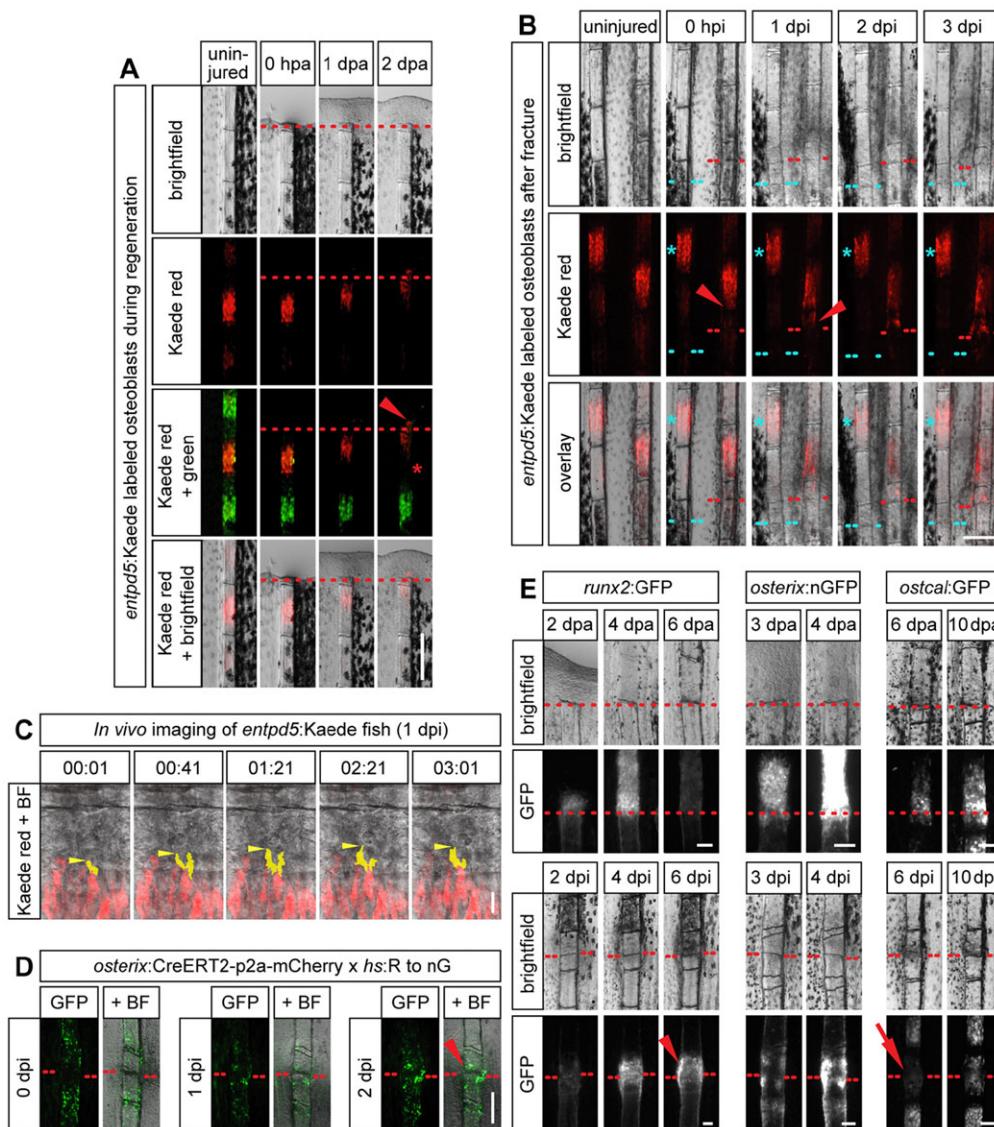 A
unin-
jured
0 hpa
1 dpa
2 dpa
entpd5:Kaede labeled osteoblasts during regeneration
brightfield
Kaede red
Kaede red
+ green
Kaede red
+ brightfield
B
uninjured
0 hpi
1 dpi
2 dpi
3 dpi
entpd5:Kaede labeled osteoblasts after fracture
brightfield
Kaede red
overlay
C
In vivo imaging of entpd5:Kaede fish (1 dpi)
00:01
00:41
01:21
02:21
03:01
Kaede red + BF
D
osterix:CreERT2-p2a-mCherry x hs:R to nG
GFP
+ BF
GFP
+ BF
GFP
+ BF
0 dpi
1 dpi
2 dpi
E
runx2:GFP
osterix:nGFP
ostcal:GFP
2 dpa
4 dpa
6 dpa
3 dpa
4 dpa
6 dpa
10 dpa
brightfield
GFP
2 dpi
4 dpi
6 dpi
3 dpi
4 dpi
6 dpi
10 dpi
brightfield
GFP